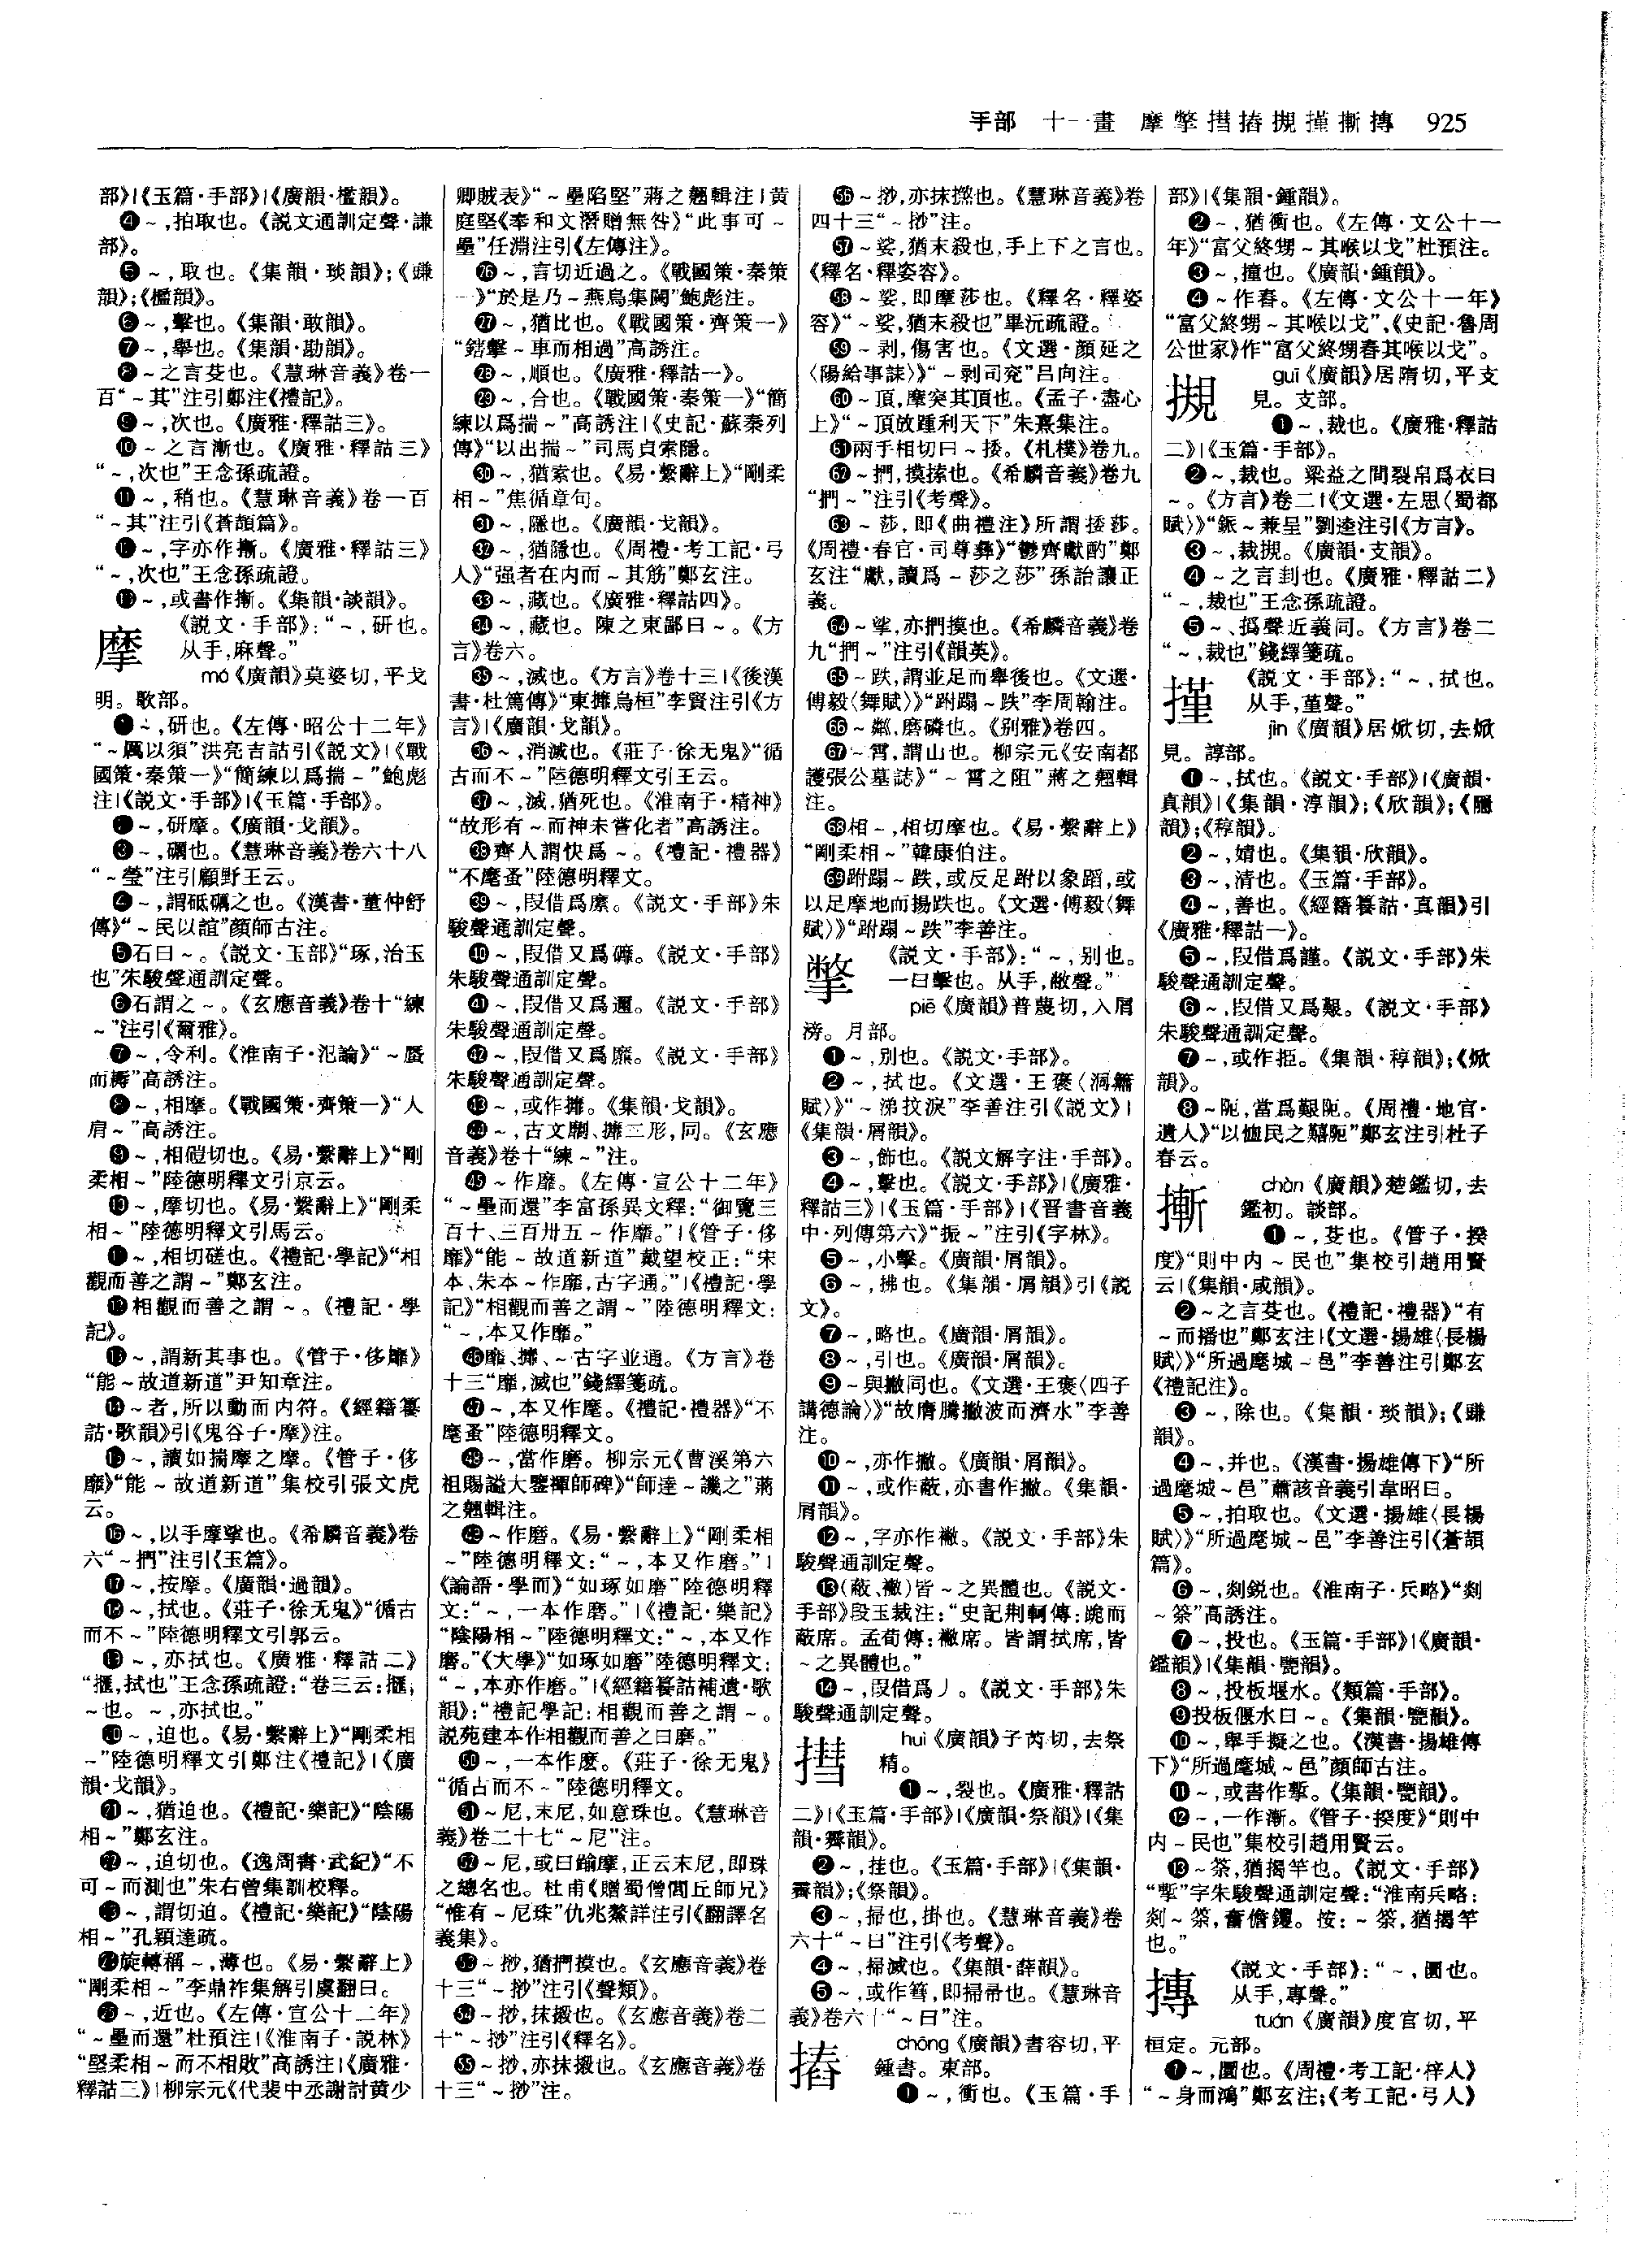 手部　十一畫　摩撆㨨摏摫㨷摲摶　925
部》|《玉篇·手部》|《廣韻·檻韻》。
❹～,拍取也。《説文通訓定聲·謙
部》。
❺～,取也。《集韻·琰韻》;《豏
韻》;《檻韻》。
❻～,擊也。《集韻·敢韻》。
❼～,舉也。《集韻·勘韻》。
❽～之言芟也。《慧琳音義》卷一
百“～其”注引鄭注《禮記》。
❾～,次也。《廣雅·釋詁三》。
❿～之言漸也。《廣雅·釋詁三》
“～,次也”王念孫疏證。
⓫～,稍也。《慧琳音義》卷一百
“～其”注引《蒼頡篇》。
⓬～,字亦作摲。《廣雅·釋詁三》
“～,次也”王念孫疏證。
⓭～,或書作摲。《集韻·談韻》。
摩　《説文·手部》:“～,研也。
从手,麻聲。”
mó《廣韻》莫婆切,平戈
明。歌部。
❶～,研也。《左傳·昭公十二年》
“～厲以須”洪亮吉詁引《説文》|《戰
國策·秦策一》“簡練以爲揣～”鮑彪
注|《説文·手部》|《玉篇·手部》。
❷～,研摩。《廣韻·戈韻》。
❸～,礪也。《慧琳音義》卷六十八
“～瑩”注引顧野王云。
❹～,謂砥礪之也。《漢書·董仲舒
傳》“～民以誼”顔師古注。
❺石曰～。《説文·玉部》“琢,治玉
也”朱駿聲通訓定聲。
❻石謂之～。《玄應音義》卷十“練
～”注引《爾雅》。
❼～,令利。《淮南子·氾論》“～蜃
而耨”高誘注。
❽～,相摩。《戰國策·齊策一》“人
肩～”高誘注。
❾～,相磑切也。《易·繫辭上》“剛
柔相～”陸德明釋文引京云。
❿～,摩切也。《易·繫辭上》“剛柔
相～”陸德明釋文引馬云。
⓫～,相切磋也。《禮記·學記》“相
觀而善之謂～”鄭玄注。
⓬相觀而善之謂～。《禮記·學
記》。
⓭～,謂新其事也。《管子·侈靡》
“能～故道新道”尹知章注。
⓮～者,所以動而内符。《經籍籑
詁·歌韻》引《鬼谷子·摩》注。
⓯～,讀如揣摩之摩。《管子·侈
靡》“能～故道新道”集校引張文虎
云。
⓰～,以手摩挲也。《希麟音義》卷
六“～捫”注引《玉篇》。
⓱～,按摩。《廣韻·過韻》。
⓲～,拭也。《莊子·徐无鬼》“循古
而不～”陸德明釋文引郭云。
⓳～,亦拭也。《廣雅·釋詁二》
“揠,拭也”王念孫疏證:“卷三云:揠,
～也。～,亦拭也。”
⓴～,迫也。《易·繫辭上》“剛柔相
～”陸德明釋文引鄭注《禮記》|《廣
韻·戈韻》。
㉑～,猶迫也。《禮記·樂記》“陰陽
相～”鄭玄注。
㉒～,迫切也。《逸周書·武紀》“不
可～而測也”朱右曾集訓校釋。
㉓～,謂切迫。《禮記·樂記》“陰陽
相～”孔穎達疏。
㉔旋轉稱～,薄也。《易·繫辭上》
“剛柔相～”李鼎祚集解引虞翻曰。
㉕～,近也。《左傳·宣公十二年》
“～壘而還”杜預注|《淮南子·説林》
“堅柔相～而不相敗”高誘注|《廣雅·
釋詁三》|柳宗元《代裴中丞謝討黄少
卿賊表》“～壘陷堅”蔣之翹輯注|黄
庭堅《奉和文潛贈無咎》“此事可～
壘”任淵注引《左傳注》。
㉖～,言切近過之。《戰國策·秦策
一》“於是乃～燕烏集闕”鮑彪注。
㉗～,猶比也。《戰國策·齊策一》
“鎋擊～車而相過”高誘注。
㉘～,順也。《廣雅·釋詁一》。
㉙～,合也。《戰國策·秦策一》“簡
練以爲揣～”高誘注|《史記·蘇秦列
傳》“以出揣～”司馬貞索隱。
㉚～,猶索也。《易·繫辭上》“剛柔
相～”焦循章句。
㉛～,隱也。《廣韻·戈韻》。
㉜～,猶隱也。《周禮·考工記·弓
人》“强者在内而～其筋”鄭玄注。
㉝～,藏也。《廣雅·釋詁四》。
㉞～,藏也。陳之東鄙曰～。《方
言》卷六。
㉟～,滅也。《方言》卷十三|《後漢
書·杜篤傳》“東攠烏桓”李賢注引《方
言》|《廣韻·戈韻》。
㊱～,消滅也。《莊子·徐无鬼》“循
古而不～”陸德明釋文引王云。
㊲～,滅,猶死也。《淮南子·精神》
“故形有～而神未嘗化者”高誘注。
㊳齊人謂快爲～。《禮記·禮器》
“不麾蚤”陸德明釋文。
㊴～,叚借爲縻。《説文·手部》朱
駿聲通訓定聲。
㊵～,叚借又爲礳。《説文·手部》
朱駿聲通訓定聲。
㊶～,叚借又爲邇。《説文·手部》
朱駿聲通訓定聲。
㊷～,叚借又爲靡。《説文·手部》
朱駿聲通訓定聲。
㊸～,或作攠。《集韻·戈韻》。
㊹～,古文劘、攠二形,同。《玄應
音義》卷十“練～”注。
㊺～作靡。《左傳·宣公十二年》
“～壘而還”李富孫異文釋:“御覽三
百十、三百卅五～作靡。”|《管子·侈
靡》“能～故道新道”戴望校正:“宋
本、朱本～作靡,古字通。”|《禮記·學
記》“相觀而善之謂～”陸德明釋文:
“～,本又作靡。”
㊻靡、攠、～古字並通。《方言》卷
十三“靡,滅也”錢繹箋疏。
㊼～,本又作麾。《禮記·禮器》“不
麾蚤”陸德明釋文。
㊽～,當作磨。柳宗元《曹溪第六
祖賜謚大鑒禪師碑》“師達～譏之”蔣
之翹輯注。
㊾～作磨。《易·繫辭上》“剛柔相
～”陸德明釋文:“～,本又作磨。”|
《論語·學而》“如琢如磨”陸德明釋
文:“～,一本作磨。”|《禮記·樂記》
“陰陽相～”陸德明釋文:“～,本又作
磨。”《大學》“如琢如磨”陸德明釋文:
“～,本亦作磨。”|《經籍籑詁補遺·歌
韻》:“禮記學記:相觀而善之謂～。
説苑建本作相觀而善之曰磨。”
㊿～,一本作麽。《莊子·徐无鬼》
“循古而不～”陸德明釋文。
51～尼,末尼,如意珠也。《慧琳音
義》卷二十七“～尼”注。
52～尼,或曰踰摩,正云末尼,即珠
之總名也。杜甫《贈蜀僧閭丘師兄》
“惟有～尼珠”仇兆鰲詳注引《翻譯名
義集》。
53～挱,猶捫摸也。《玄應音義》卷
十三“～挱”注引《聲類》。
54～挱,抹摋也。《玄應音義》卷二
十“～挱”注引《釋名》。
55～挱,亦抹摋也。《玄應音義》卷
十三“～挱”注。
56～挱,亦抹摋也。《慧琳音義》卷
四十三“～挱”注。
57～娑,猶末殺也,手上下之言也。
《釋名·釋姿容》。
58～娑,即摩莎也。《釋名·釋姿
容》“～娑,猶末殺也”畢沅疏證。
59～剥,傷害也。《文選·顔延之
〈陽給事誄〉》“～剥司兖”吕向注。
60～頂,摩突其頂也。《孟子·盡心
上》“～頂放踵利天下”朱熹集注。
61兩手相切曰～挼。《札樸》卷九。
62～捫,摸搎也。《希麟音義》卷九
“捫～”注引《考聲》。
63～莎,即《曲禮注》所謂挼莎。
《周禮·春官·司尊彝》“鬱齊獻酌”鄭
玄注“獻,讀爲～莎之莎”孫詒讓正
義。
64～挲,亦捫摸也。《希麟音義》卷
九“捫～”注引《韻英》。
65～跌,謂並足而舉後也。《文選·
傅毅〈舞賦〉》“跗蹋～跌”李周翰注。
66～鄰,磨磷也。《别雅》卷四。
67～霄,謂山也。柳宗元《安南都
護張公墓誌》“～霄之阻”蔣之翹輯
注。
68相～,相切摩也。《易·繫辭上》
“剛柔相～”韓康伯注。
69跗蹋～跌,或反足跗以象蹈,或
以足摩地而揚跌也。《文選·傅毅〈舞
賦〉》“跗蹋～跌”李善注。
撆　《説文·手部》:“～,别也。
一曰擊也。从手,敝聲。”
piē《廣韻》普蔑切,入屑
滂。月部。
❶～,别也。《説文·手部》。
❷～,拭也。《文選·王褒〈洞簫
賦〉》“～涕抆淚”李善注引《説文》|
《集韻·屑韻》。
❸～,飾也。《説文解字注·手部》。
❹～,擊也。《説文·手部》|《廣雅·
釋詁三》|《玉篇·手部》|《晉書音義
中·列傳第六》“振～”注引《字林》。
❺～,小擊。《廣韻·屑韻》。
❻～,拂也。《集韻·屑韻》引《説
文》。
❼～,略也。《廣韻·屑韻》。
❽～,引也。《廣韻·屑韻》。
❾～與撇同也。《文選·王褒〈四子
講德論〉》“故膺騰撇波而濟水”李善
注。
❿～,亦作撇。《廣韻·屑韻》。
⓫～,或作蔽,亦書作撇。《集韻·
屑韻》。
⓬～,字亦作襒。《説文·手部》朱
駿聲通訓定聲。
⓭(蔽、襒)皆～之異體也。《説文·
手部》段玉裁注:“史記荆軻傳:跪而
蔽席。孟荀傳:襒席。皆謂拭席,皆
～之異體也。”
⓮～,叚借爲丿。《説文·手部》朱
駿聲通訓定聲。
㨨　huì《廣韻》子芮切,去祭
精。
❶～,裂也。《廣雅·釋詁
二》|《玉篇·手部》|《廣韻·祭韻》|《集
韻·霽韻》。
❷～,挂也。《玉篇·手部》|《集韻·
霽韻》;《祭韻》。
❸～,掃也,掛也。《慧琳音義》卷
六十“～日”注引《考聲》。
❹～,掃滅也。《集韻·薛韻》。
❺～,或作篲,即掃帚也。《慧琳音
義》卷六十“～日”注。
摏　chōng《廣韻》書容切,平
鍾書。東部。
❶～,衝也。《玉篇·手
部》|《集韻·鍾韻》。
❷～,猶衝也。《左傳·文公十一
年》“富父終甥～其喉以戈”杜預注。
❸～,撞也。《廣韻·鍾韻》。
❹～作舂。《左傳·文公十一年》
“富父終甥～其喉以戈”,《史記·魯周
公世家》作“富父終甥舂其喉以戈”。
摫　guī《廣韻》居隋切,平支
見。支部。
❶～,裁也。《廣雅·釋詁
二》|《玉篇·手部》。
❷～,裁也。梁益之間裂帛爲衣曰
～。《方言》卷二|《文選·左思〈蜀都
賦〉》“鈲～兼呈”劉逵注引《方言》。
❸～,裁摫。《廣韻·支韻》。
❹～之言刲也。《廣雅·釋詁二》
“～,裁也”王念孫疏證。
❺～、撝聲近義同。《方言》卷二
“～,裁也”錢繹箋疏。
㨷　《説文·手部》:“～,拭也。
从手,堇聲。”
jìn《廣韻》居焮切,去焮
見。諄部。
❶～,拭也。《説文·手部》|《廣韻·
真韻》|《集韻·淳韻》;《欣韻》;《隱
韻》;《稕韻》。
❷～,婧也。《集韻·欣韻》。
❸～,清也。《玉篇·手部》。
❹～,善也。《經籍籑詁·真韻》引
《廣雅·釋詁一》。
❺～,叚借爲謹。《説文·手部》朱
駿聲通訓定聲。
❻～,叚借又爲艱。《説文·手部》
朱駿聲通訓定聲。
❼～,或作拒。《集韻·稕韻》;《焮
韻》。
❽～阨,當爲艱阨。《周禮·地官·
遺人》“以恤民之囏阨”鄭玄注引杜子
春云。
摲　chàn《廣韻》楚鑑切,去
鑑初。談部。
❶～,芟也。《管子·揆
度》“則中内～民也”集校引趙用賢
云|《集韻·咸韻》。
❷～之言芟也。《禮記·禮器》“有
～而播也”鄭玄注|《文選·揚雄〈長楊
賦〉》“所過麾城～邑”李善注引鄭玄
《禮記注》。
❸～,除也。《集韻·琰韻》;《豏
韻》。
❹～,并也。《漢書·揚雄傳下》“所
過麾城～邑”蕭該音義引韋昭曰。
❺～,拍取也。《文選·揚雄〈長楊
賦〉》“所過麾城～邑”李善注引《蒼頡
篇》。
❻～,剡鋭也。《淮南子·兵略》“剡
～䇲”高誘注。
❼～,投也。《玉篇·手部》|《廣韻·
鑑韻》|《集韻·㽉韻》。
❽～,投板堰水。《類篇·手部》。
❾投板偃水曰～。《集韻·㽉韻》。
❿～,舉手擬之也。《漢書·揚雄傳
下》“所過麾城～邑”顔師古注。
⓫～,或書作㨻。《集韻·㽉韻》。
⓬～,一作漸。《管子·揆度》“則中
内～民也”集校引趙用賢云。
⓭～䇲,猶揭竿也。《説文·手部》
“㨻”字朱駿聲通訓定聲:“淮南兵略:
剡～䇲,奮儋钁。按:～䇲,猶揭竿
也。”
摶　《説文·手部》:“～,圜也。
从手,專聲。”
tuán《廣韻》度官切,平
桓定。元部。
❶～,圜也。《周禮·考工記·梓人》
“～身而鴻”鄭玄注;《考工記·弓人》